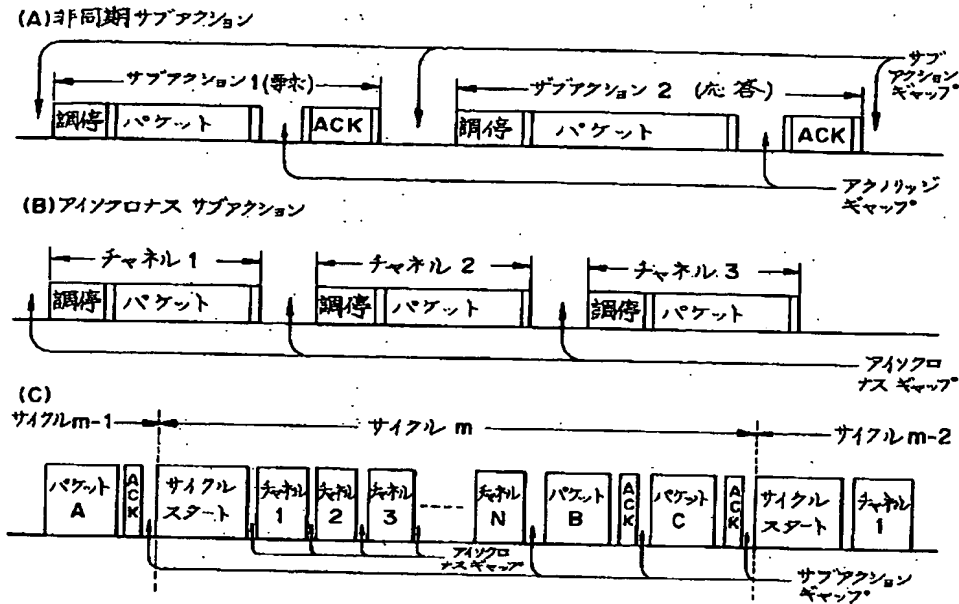 (A)非同期サブアクション
サブアクション1(要求)
サブアクション2(応答)
サブ
アクション
ギャップ
調停 パケット ACK 調停 パケット ACK
アクノリッジ
ギャップ
(B)アイソクロナス サブアクション
チャネル1 チャネル2 チャネル3
調停 パケット 調停 パケット 調停 パケット
アイソクロ
ナス ギャップ
(C)
サイクルm-1 サイクルm サイクルm-2
パケット
A
ACK
サイクル
スタート
チャネル
1
チャネル
2
チャネル
3
チャネル
N
パケット
B
ACK
パケット
C
ACK
サイクル
スタート
チャネル
1
アイソクロ
ナスギャップ
サブアクション
ギャップ